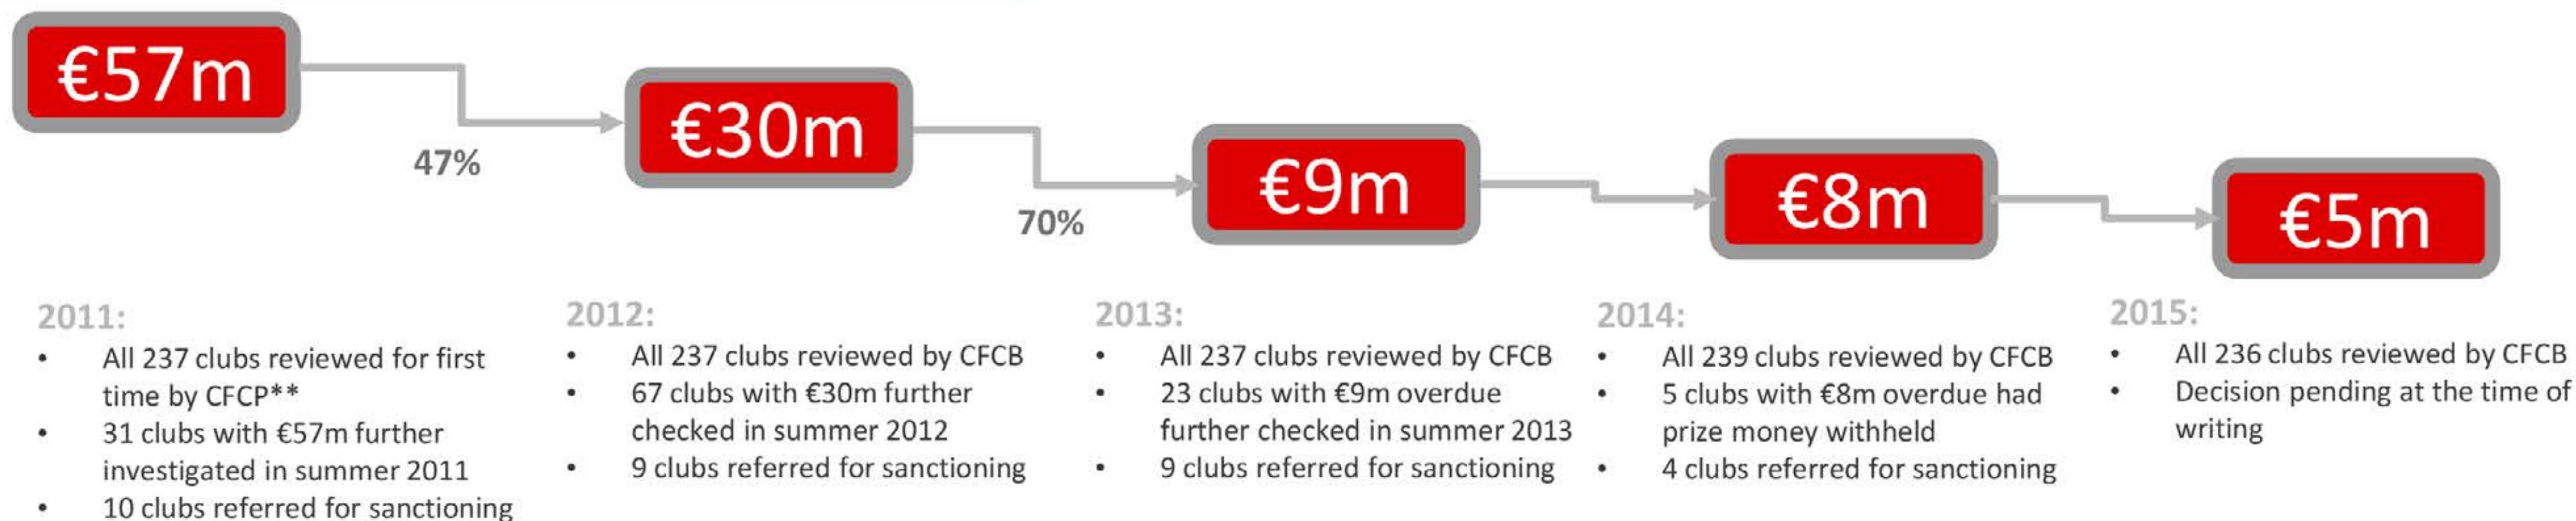 €57m
€30m
€9m
€8m
€5m
47%
70%
2011:
• All 237 clubs reviewed for first
time by CFCP**
• 31 clubs with €57m further
investigated in summer 2011
• 10 clubs referred for sanctioning
2012:
• All 237 clubs reviewed by CFCB
• 67 clubs with €30m further
checked in summer 2012
• 9 clubs referred for sanctioning
2013:
• All 237 clubs reviewed by CFCB
• 23 clubs with €9m overdue
further checked in summer 2013
• 9 clubs referred for sanctioning
2014:
• All 239 clubs reviewed by CFCB
• 5 clubs with €8m overdue had
prize money withheld
• 4 clubs referred for sanctioning
2015:
• All 236 clubs reviewed by CFCB
• Decision pending at the time of
writing